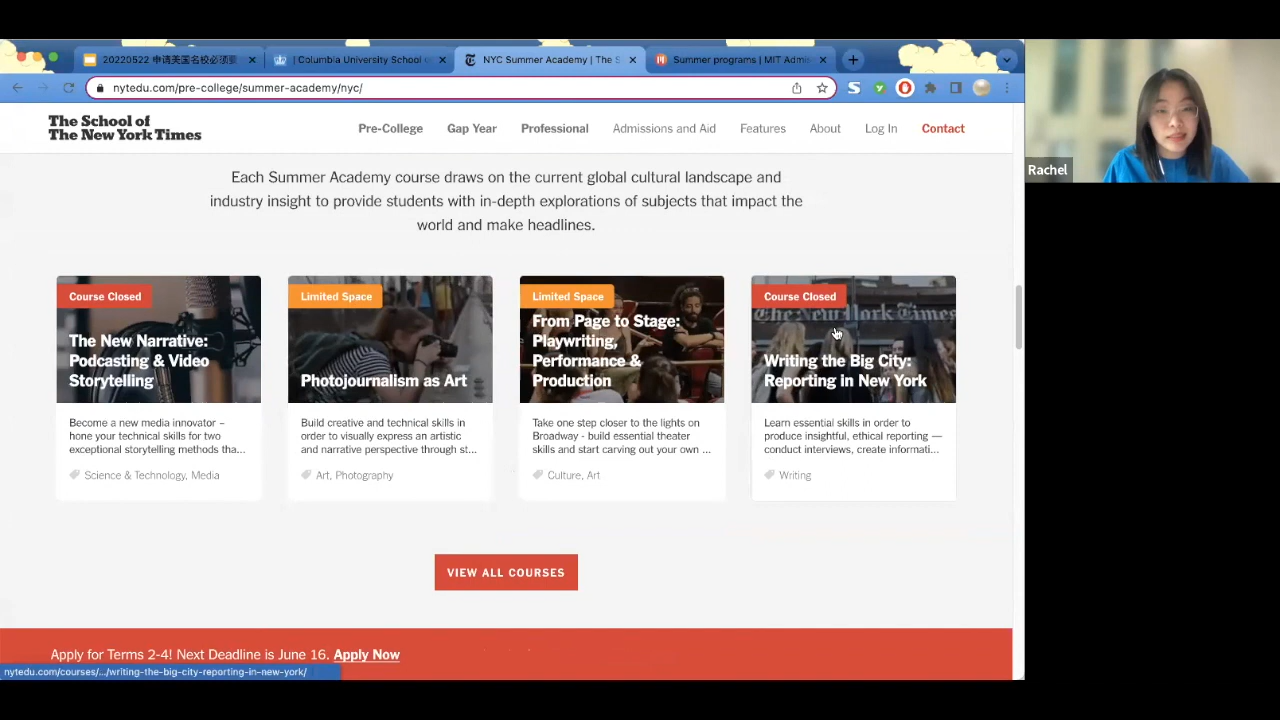 20220522 申请美国名校必须要
| Columbia University School o
NYC Summer Academy | The S
Summer programs | MIT Admis
nytedu.com/pre-college/summer-academy/nyc/
The School of
The New York Times
Pre-College
Gap Year
Professional
Admissions and Aid
Features
About
Log In
Contact
Rachel
Each Summer Academy course draws on the current global cultural landscape and
industry insight to provide students with in-depth explorations of subjects that impact the
world and make headlines.
Course Closed
The New Narrative:
Podcasting & Video
Storytelling
Become a new media innovator –
hone your technical skills for two
exceptional storytelling methods tha...
Science & Technology, Media
Limited Space
Photojournalism as Art
Build creative and technical skills in
order to visually express an artistic
and narrative perspective through st...
Art, Photography
Limited Space
From Page to Stage:
Playwriting,
Performance &
Production
Take one step closer to the lights on
Broadway - build essential theater
skills and start carving out your own ...
Culture, Art
Course Closed
The New York Times
Writing the Big City:
Reporting in New York
Learn essential skills in order to
produce insightful, ethical reporting —
conduct interviews, create informati...
Writing
VIEW ALL COURSES
Apply for Terms 2-4! Next Deadline is June 16. Apply Now
nytedu.com/courses/.../writing-the-big-city-reporting-in-new-york/